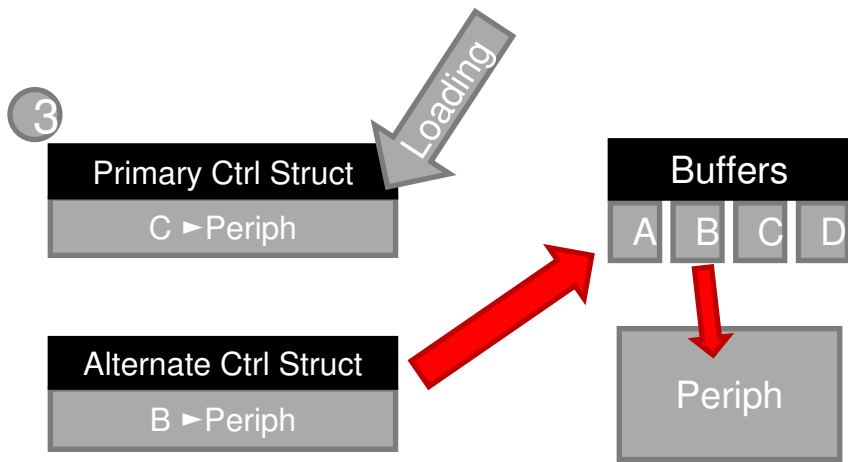 3
Loading
Primary Ctrl Struct
C ►Periph
Buffers
A B C D
Alternate Ctrl Struct
B ►Periph
Periph